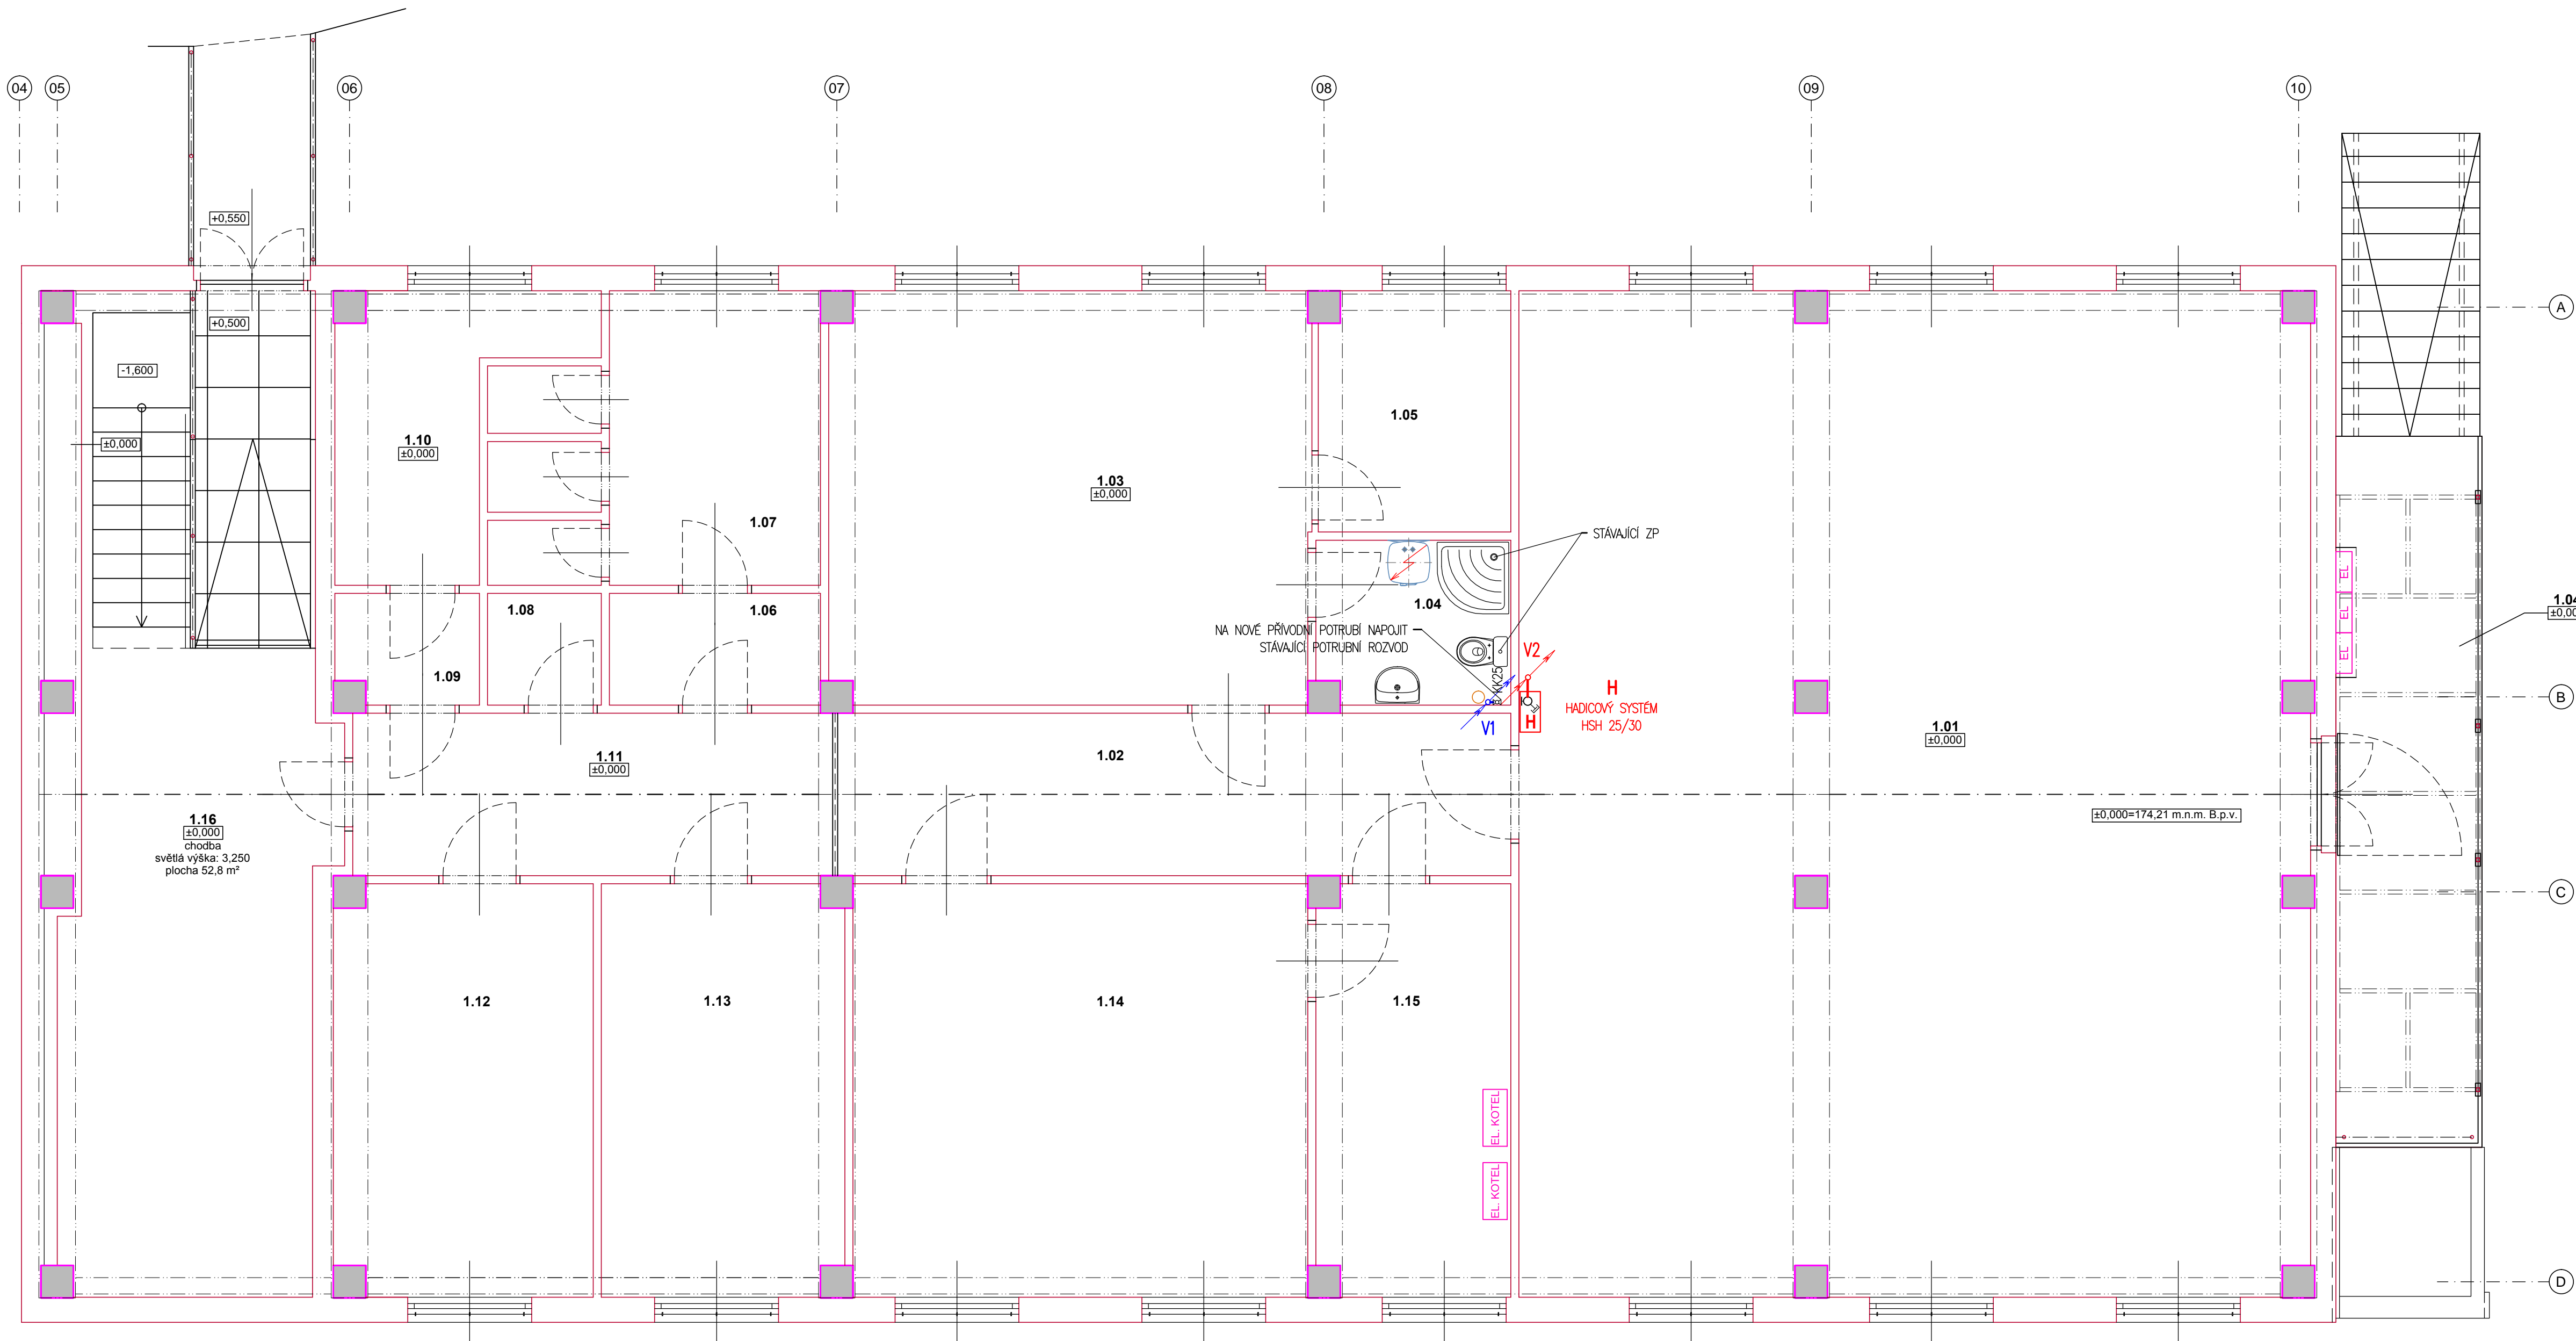 04
05
06
07
08
09
10
+0,550
+0,500
A
-1,600
±0,000
1.10
±0,000
1.05
1.03
±0,000
1.07
STÁVAJÍCÍ ZP
EL
EL
EL
1.04
1.08
1.06
1.04
NA NOVÉ PŘÍVODNÍ POTRUBÍ NAPOJIT
STÁVAJÍCÍ POTRUBNÍ ROZVOD
V2
1.09
KK25
H
HADICOVÝ SYSTÉM
HSH 25/30
H
V1
B
1.01
±0,000
1.11
±0,000
1.02
1.16
±0,000
chodba
světlá výška: 3,250
plocha 52,8 m²
±0,000=174,21 m.n.m. B.p.v.
C
1.12
1.13
1.14
1.15
EL. KOTEL
EL. KOTEL
D